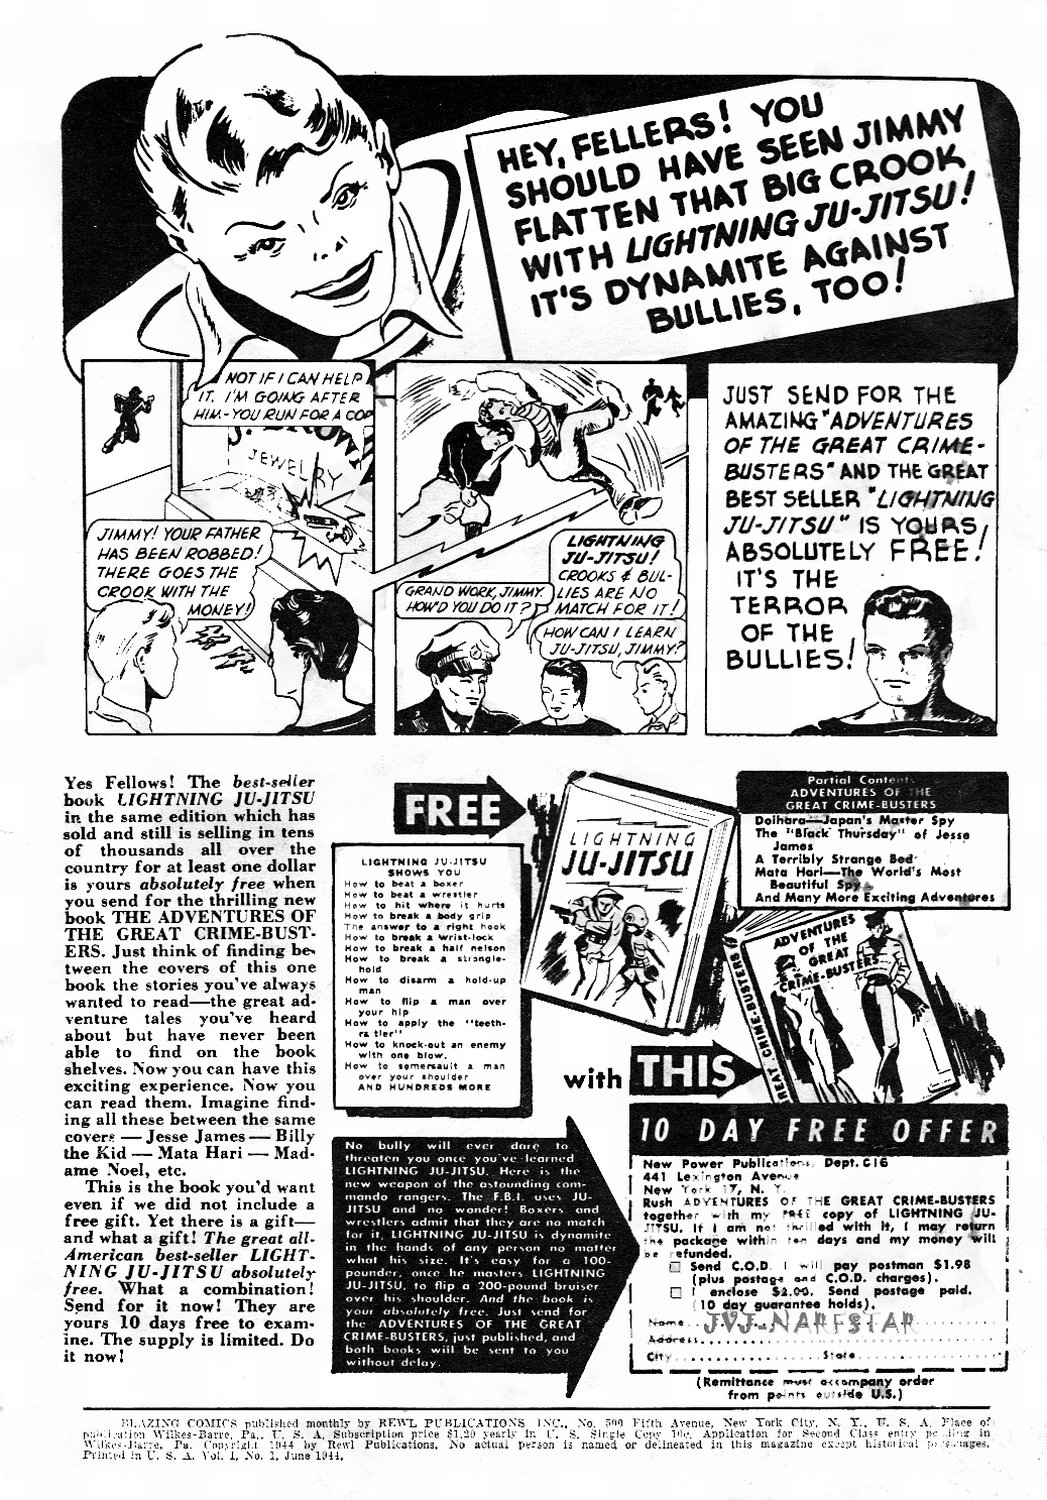 HEY, FELLERS! YOU
SHOULD HAVE SEEN JIMMY
FLATTEN THAT BIG CROOK
WITH LIGHTNING JU-JITSU!
IT'S DYNAMITE AGAINST
BULLIES, TOO!
NOT IF I CAN HELP
IT. I'M GOING AFTER
HIM.- YOU RUN FOR A COP
J. BROWN
JEWELRY
JIMMY! YOUR FATHER
HAS BEEN ROBBED!
THERE GOES THE
CROOK WITH THE
MONEY!
GRAND WORK, JIMMY.
HOW'D YOU DO IT?
LIGHTNING
JU-JITSU!
CROOKS & BUL-
LIES ARE NO
MATCH FOR IT!
HOW CAN I LEARN
JU-JITSU, JIMMY?
JUST SEND FOR THE
AMAZING "ADVENTURES
OF THE GREAT CRIME-
BUSTERS" AND THE GREAT
BEST SELLER "LIGHTNING
JU-JITSU" IS YOURS,
ABSOLUTELY FREE!
IT'S THE
TERROR
OF THE
BULLIES!
Yes Fellows! The best-seller
book LIGHTNING JU-JITSU
in the same edition which has
sold and still is selling in tens
of thousands all over the
country for at least one dollar
is yours absolutely free when
you send for the thrilling new
book THE ADVENTURES OF
THE GREAT CRIME-BUST-
ERS. Just think of finding be-
tween the covers of this one
book the stories you've always
wanted to read—the great ad-
venture tales you've heard
about but have never been
able to find on the book
shelves. Now you can have this
exciting experience. Now you
can read them. Imagine find-
ing all these between the same
covers — Jesse James — Billy
the Kid — Mata Hari — Mad-
ame Noel, etc.
This is the book you'd want
even if we did not include a
free gift. Yet there is a gift—
and what a gift! The great all-
American best-seller LIGHT-
NING JU-JITSU absolutely
free. What a combination!
Send for it now! They are
yours 10 days free to exam-
ine. The supply is limited. Do
it now!
FREE
LIGHTNING JU-JITSU
SHOWS YOU
How to beat a boxer
How to beat a wrestler
How to hit where it hurts
How to break a body grip
The answer to a right hook
How to break a wrist-lock
How to break a half nelson
How to break a strangle-
hold
How to disarm a hold-up
man
How to flip a man over
your hip
How to apply the "teeth-
rattler"
How to knock-out an enemy
with one blow.
How to somersault a man
over your shoulder
AND HUNDREDS MORE
LIGHTNING
JU-JITSU
Partial Contents
ADVENTURES OF THE
GREAT CRIME-BUSTERS
Doihara—Japan's Master Spy
The "Black Thursday" of Jesse
James
A Terribly Strange Bed
Mata Hari—The World's Most
Beautiful Spy
And Many More Exciting Adventures
ADVENTURES
OF THE
GREAT
CRIME-BUSTERS
GREAT CRIME-BUSTERS
with THIS
No bully will ever dare to
threaten you once you've learned
LIGHTNING JU-JITSU. Here is the
new weapon of the astounding com-
mando rangers. The F.B.I. uses JU-
JITSU and no wonder! Boxers and
wrestlers admit that they are no match
for it. LIGHTNING JU-JITSU is dynamite
in the hands of any person no matter
what his size. It's easy for a 100-
pounder, once he masters LIGHTNING
JU-JITSU, to flip a 200-pound bruiser
over his shoulder. And the book is
your absolutely free. Just send for
the ADVENTURES OF THE GREAT
CRIME-BUSTERS, just published, and
both books will be sent to you
without delay.
10 DAY FREE OFFER
New Power Publications, Dept. C16
441 Lexington Avenue
New York 17, N. Y.
Rush ADVENTURES OF THE GREAT CRIME-BUSTERS
together with my FREE copy of LIGHTNING JU-
JITSU. If I am not thrilled with it, I may return
the package within ten days and my money will
be refunded.
Send C.O.D. I will pay postman $1.98
(plus postage and C.O.D. charges).
I enclose $2.00. Send postage paid.
(10 day guarantee holds).
Name..JVJ-NARFSTAR
Address
City State
(Remittance must accompany order
from points outside U.S.)
BLAZING COMICS published monthly by REWL PUBLICATIONS INC., No. 500 Fifth Avenue, New York City, N. Y., U. S. A. Place of
publication Wilkes-Barre, Pa., U. S. A. Subscription price $1.20 yearly in U. S. Single Copy 10c. Application for Second Class entry pending in
Wilkes-Barre, Pa. Copyright 1944 by Rewl Publications. No actual person is named or delineated in this magazine except historical personages.
Printed in U. S. A. Vol. 1, No. 1, June 1944.